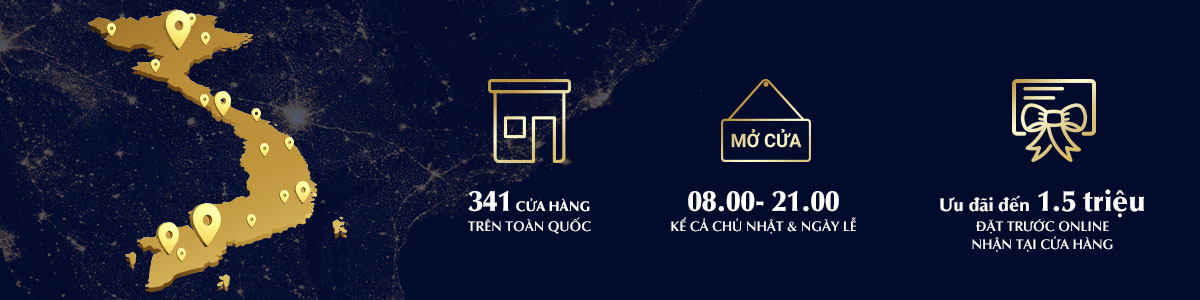 341 CỬA HÀNG
TRÊN TOÀN QUỐC
MỞ CỬA
08.00- 21.00
KỂ CẢ CHỦ NHẬT & NGÀY LỄ
Ưu đãi đến 1.5 triệu
ĐẶT TRƯỚC ONLINE
NHẬN TẠI CỬA HÀNG